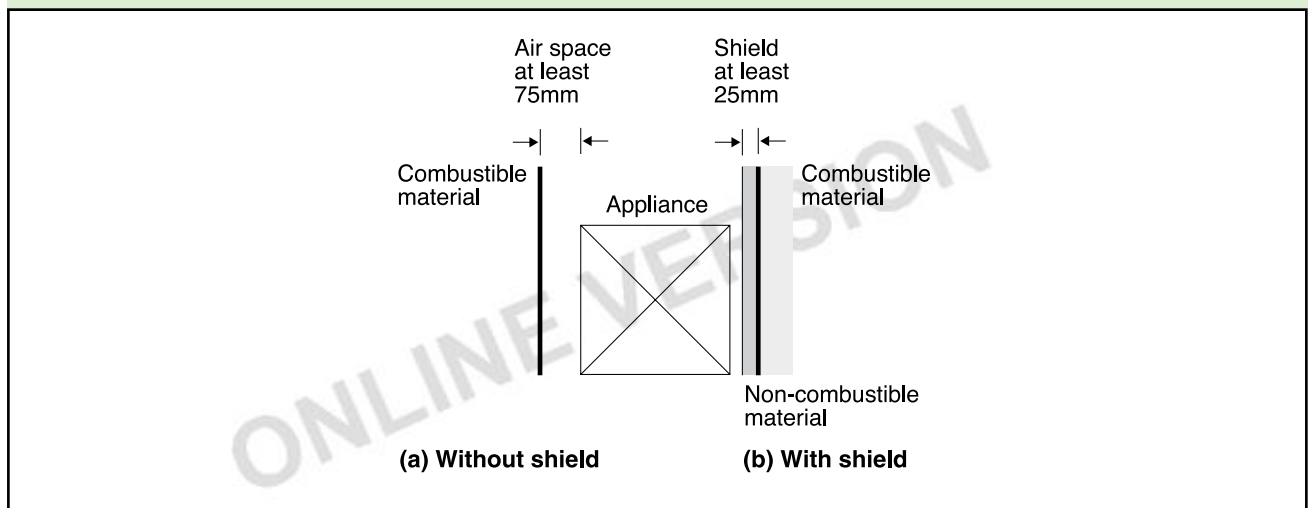 Air space
at least
75mm
Shield
at least
25mm
Combustible
material
Appliance
Combustible
material
Non-combustible
material
(a) Without shield
(b) With shield
ONLINE VERSION